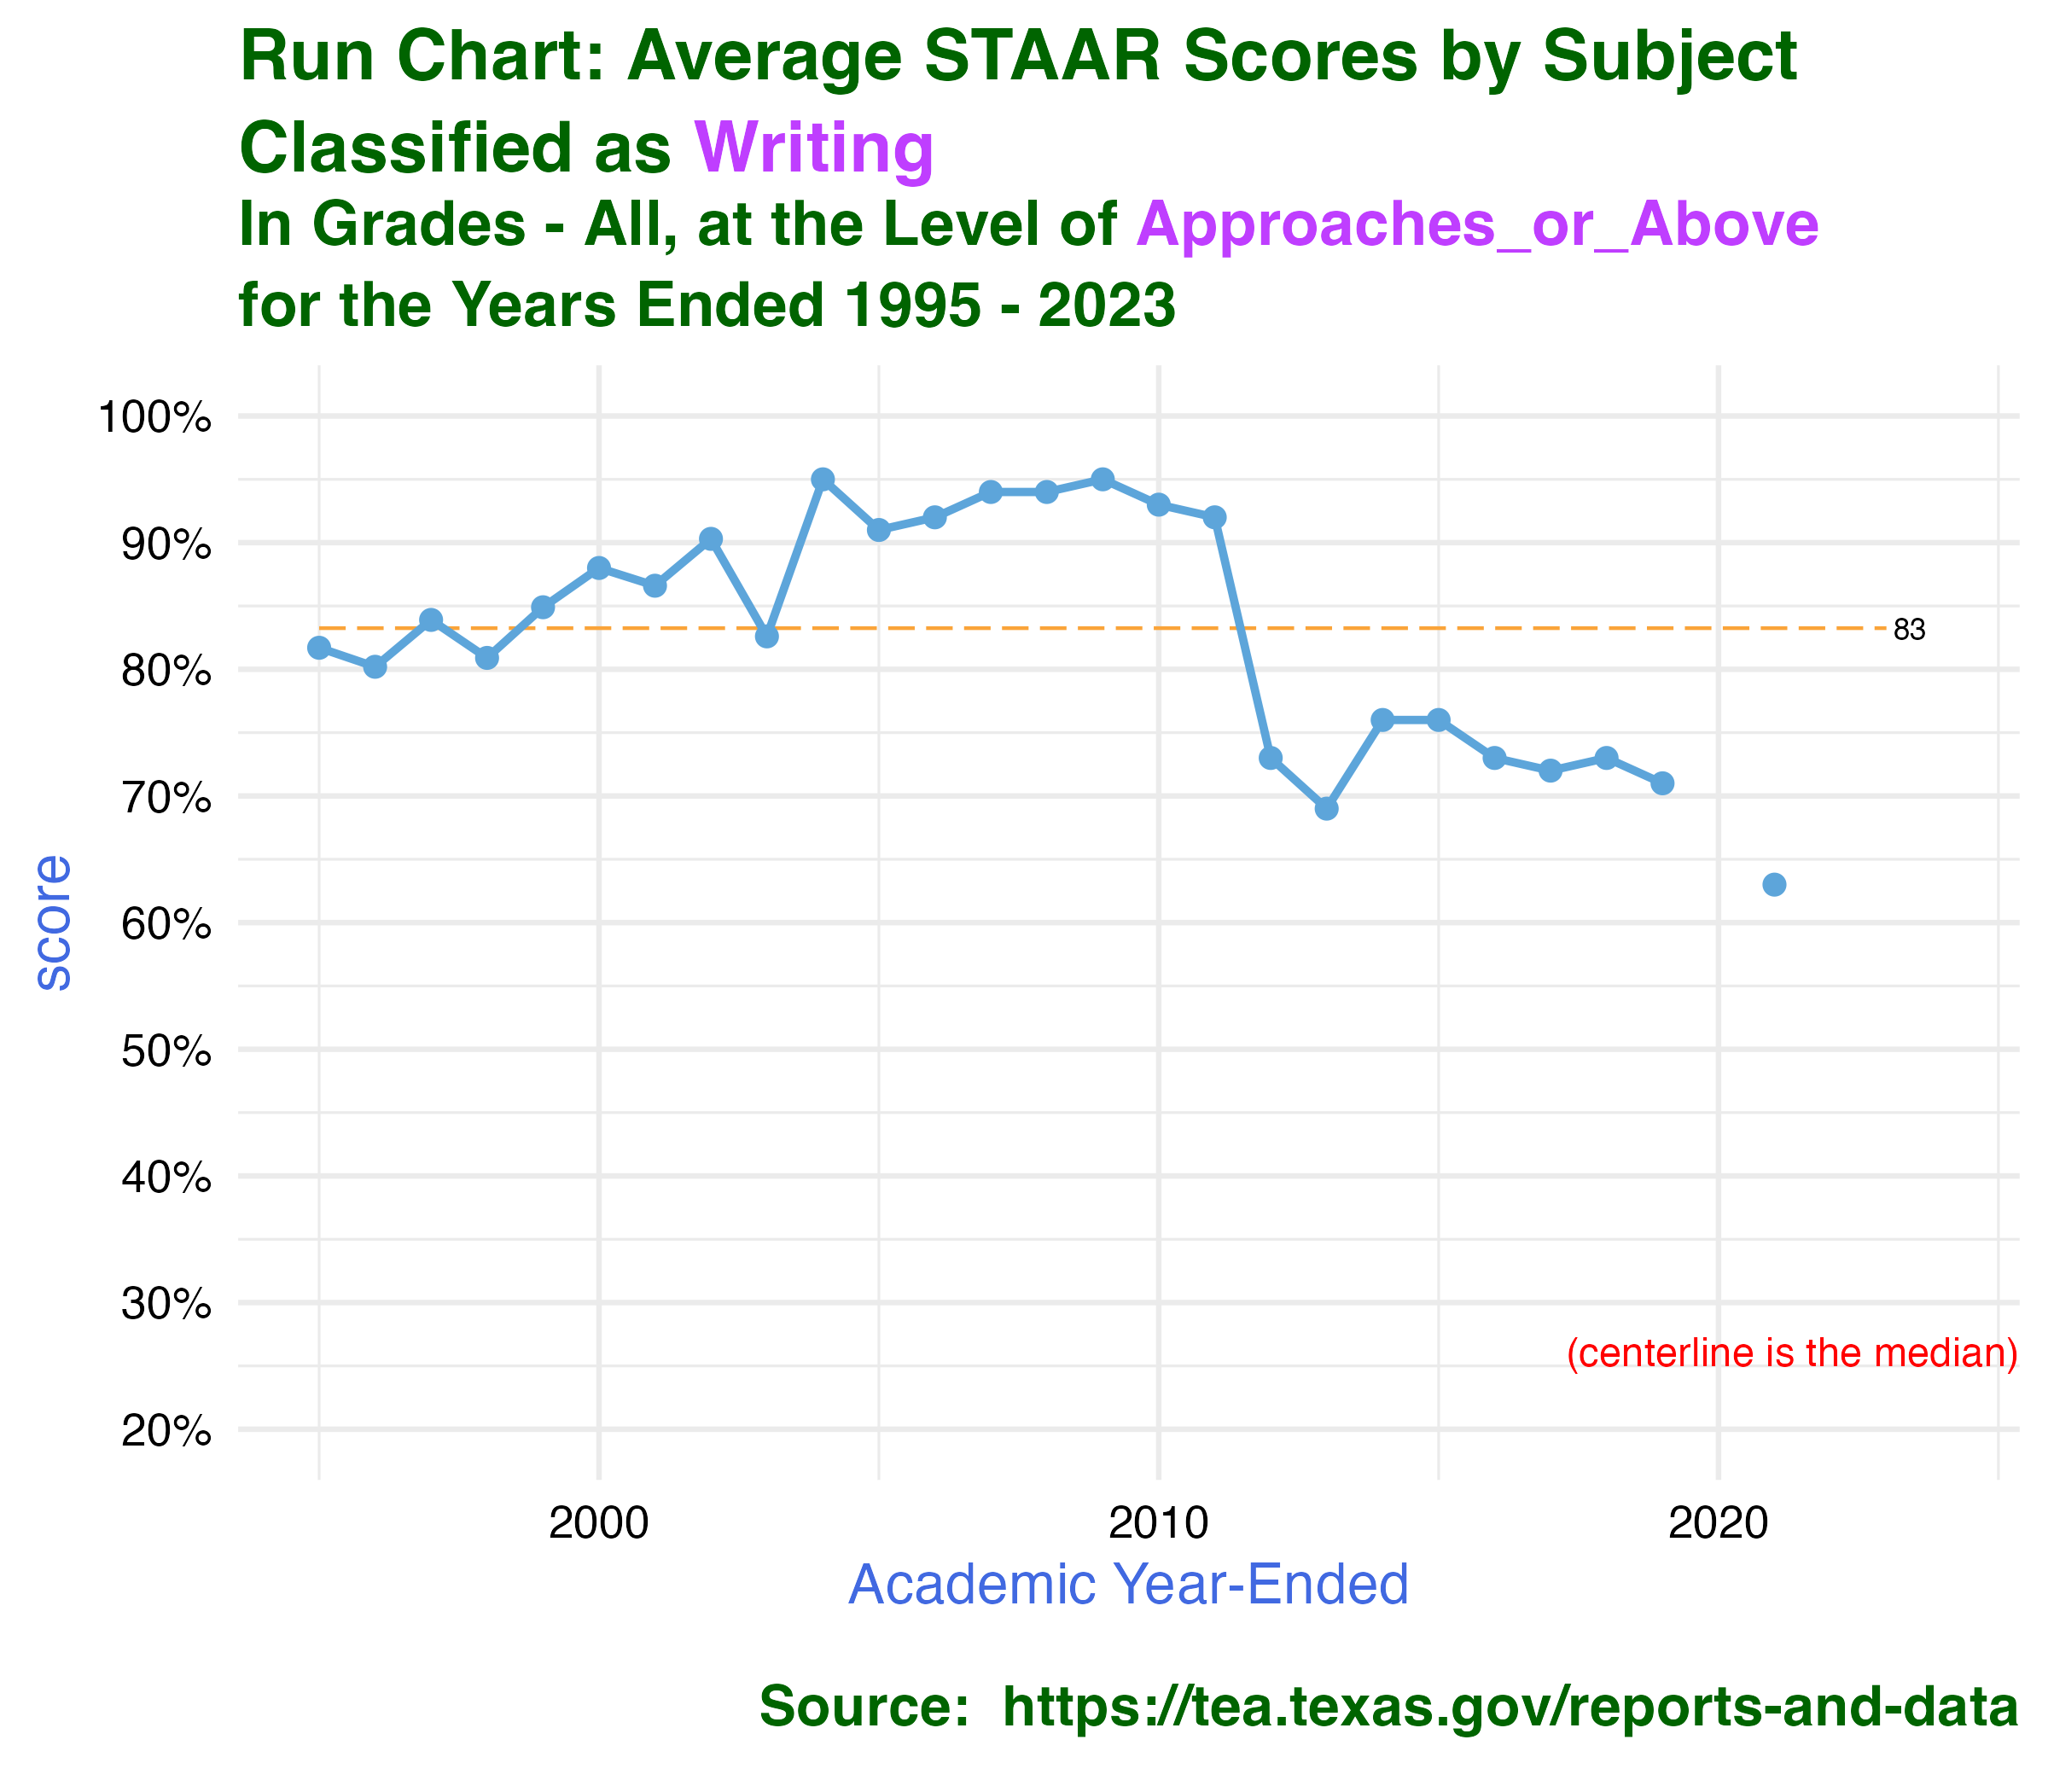 Run Chart: Average STAAR Scores by Subject
Classified as Writing
In Grades - All, at the Level of Approaches_or_Above
for the Years Ended 1995 - 2023
100%
90%
83
80%
70%
60%
score
50%
40%
30%
(centerline is the median)
20%
2000 2010 2020
Academic Year-Ended
Source: https://tea.texas.gov/reports-and-data